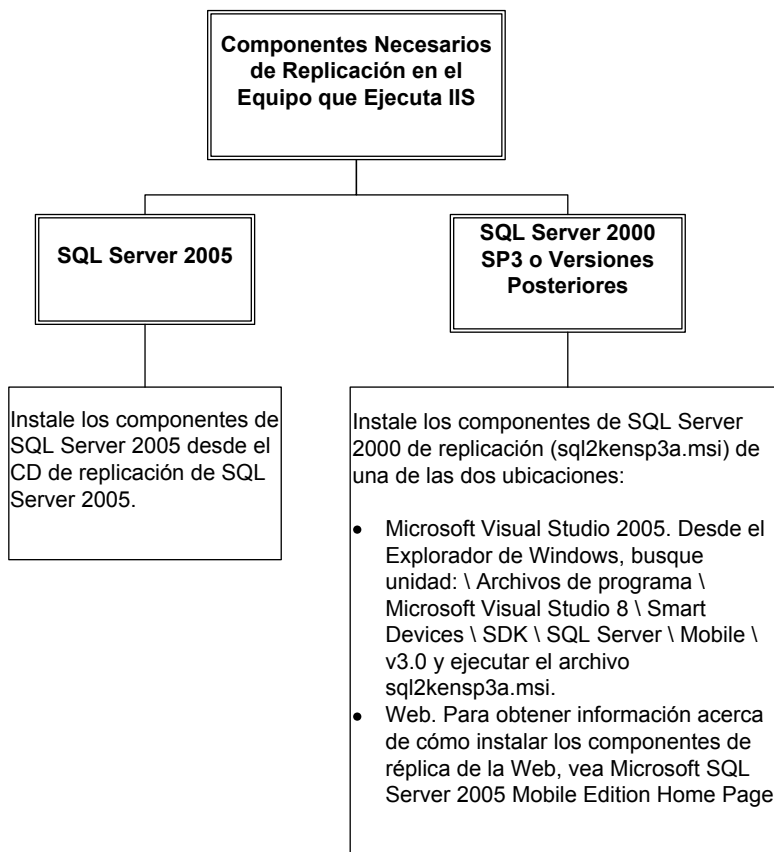 Componentes Necesarios
de Replicación en el
Equipo que Ejecuta IIS
SQL Server 2005
SQL Server 2000
SP3 o Versiones
Posteriores
Instale los componentes de
SQL Server 2005 desde el
CD de replicación de SQL
Server 2005.
Instale los componentes de SQL Server
2000 de replicación (sql2kensp3a.msi) de
una de las dos ubicaciones:
• Microsoft Visual Studio 2005. Desde el
Explorador de Windows, busque
unidad: \ Archivos de programa \
Microsoft Visual Studio 8 \ Smart
Devices \ SDK \ SQL Server \ Mobile \
v3.0 y ejecutar el archivo
sql2kensp3a.msi.
• Web. Para obtener información acerca
de cómo instalar los componentes de
réplica de la Web, vea Microsoft SQL
Server 2005 Mobile Edition Home Page